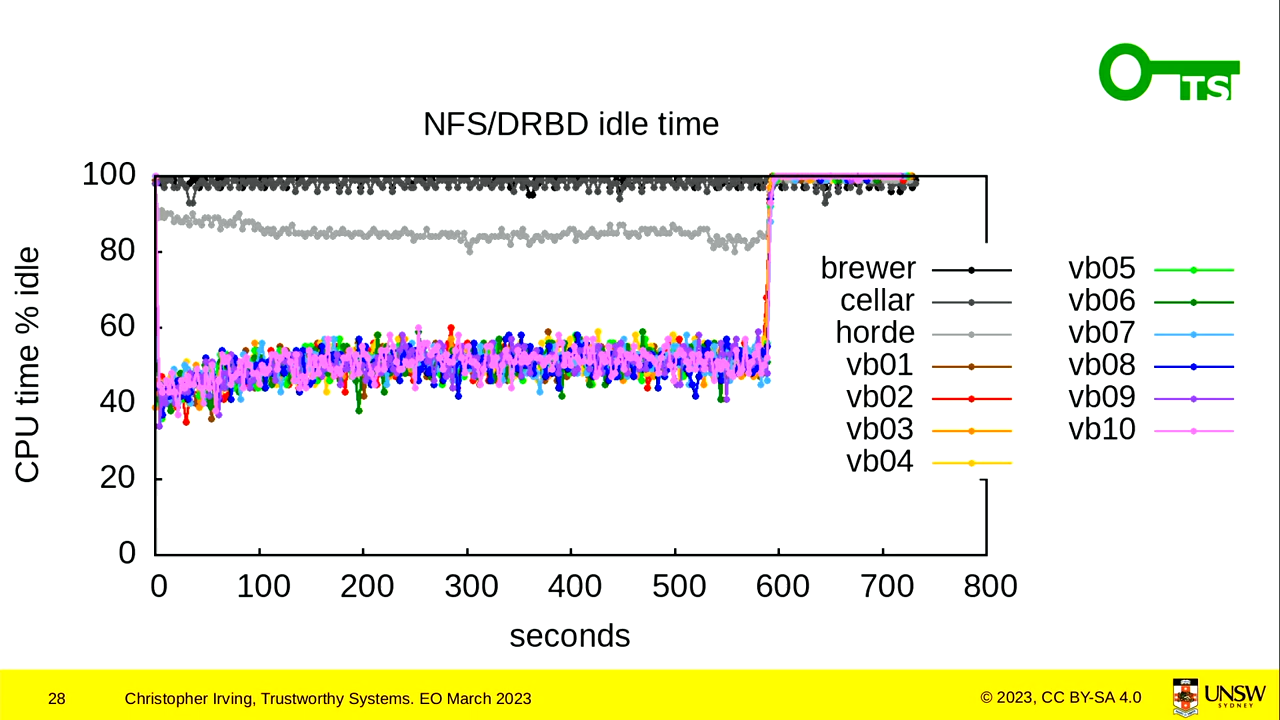 TS
NFS/DRBD idle time
CPU time % idle
100
80
60
40
20
0
0 100 200 300 400 500 600 700 800
seconds
brewer
cellar
horde
vb01
vb02
vb03
vb04
vb05
vb06
vb07
vb08
vb09
vb10
28
Christopher Irving, Trustworthy Systems. EO March 2023
© 2023, CC BY-SA 4.0
UNSW
SYDNEY